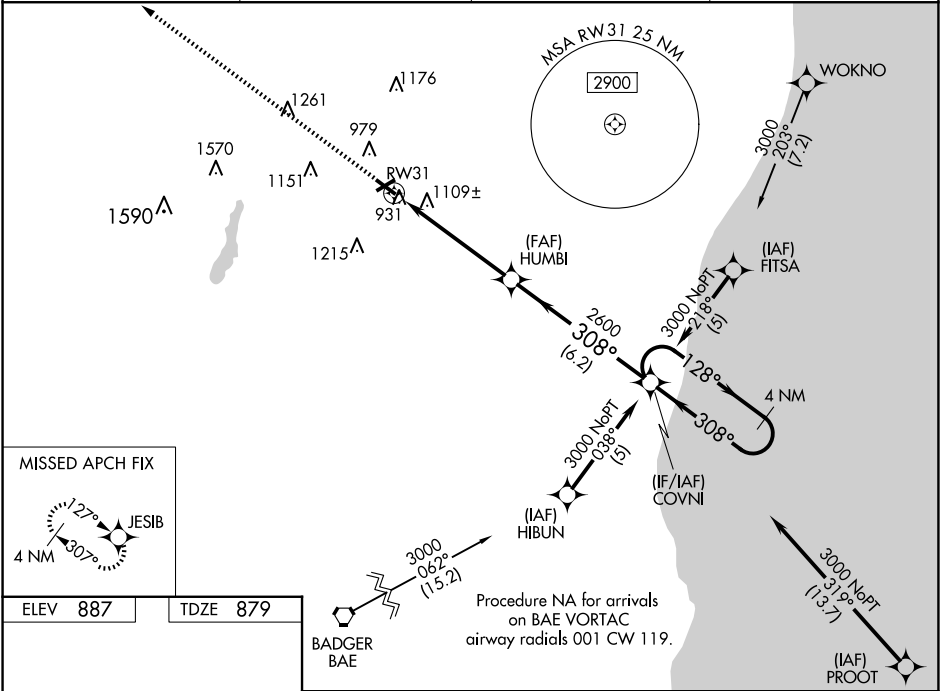 MSA RW31 25 NM
2900
WOKNO
3000
203°
(7.2)
1176
1261
979
1570
1151
RW31
1109±
931
1590
1215
(FAF)
HUMBI
(IAF)
FITSA
3000 NoPT
218°
(5)
2600
308°
(6.2)
128°
4 NM
308°
3000 NoPT
038°
(5)
(IF/IAF)
COVNI
(IAF)
HIBUN
MISSED APCH FIX
127°
JESIB
4 NM
307°
3000
062°
(15.2)
3000 NoPT
319°
(13.7)
ELEV 887
TDZE 879
BADGER
BAE
Procedure NA for arrivals
on BAE VORTAC
airway radials 001 CW 119.
(IAF)
PROOT